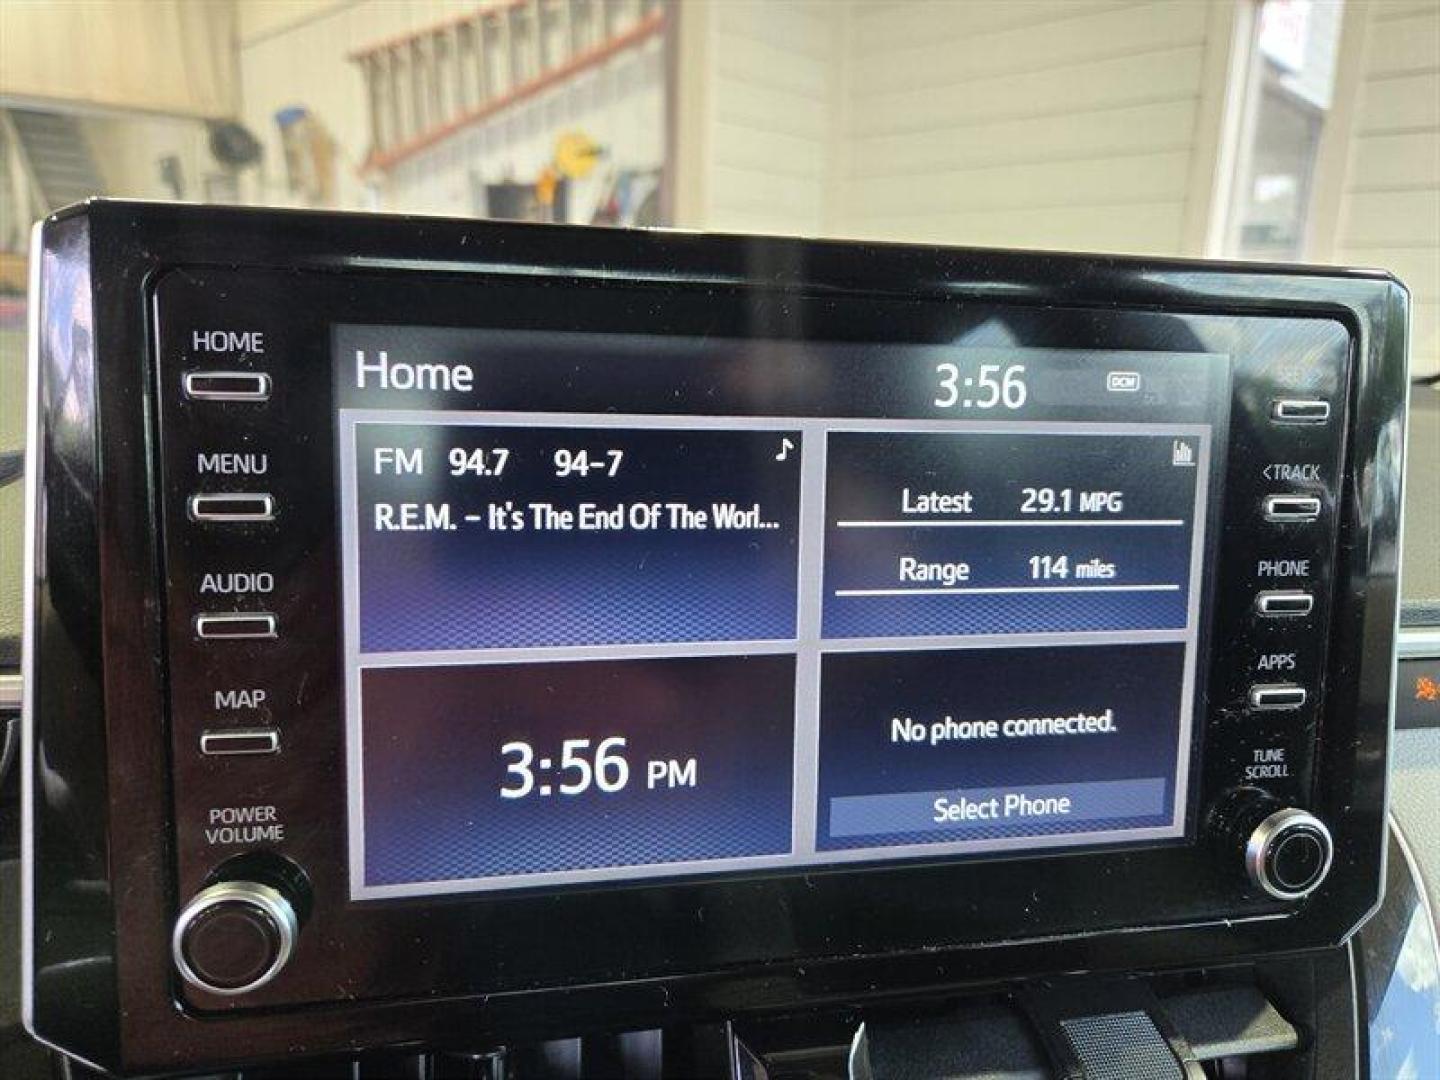 HOME
MENU
AUDIO
MAP
POWER
VOLUME
Home
3:56
DCM
FM 94.7 94-7
R.E.M. - It's The End Of The Worl...
Latest 29.1 MPG
Range 114 miles
3:56 PM
No phone connected.
Select Phone
<TRACK
PHONE
APPS
TUNE
SCROLL